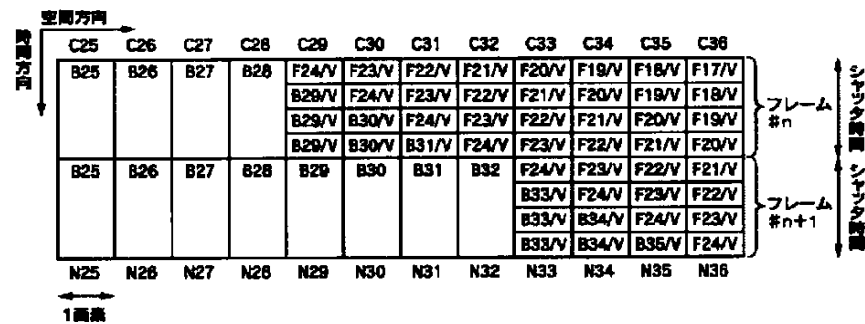 空間方向
時間方向
C25 C26 C27 C28 C29 C30 C31 C32 C33 C34 C35 C36
B25 B26 B27 B28 F24/V F23/V F22/V F21/V F20/V F19/V F18/V F17/V
B29/V F24/V F23/V F22/V F21/V F20/V F19/V F18/V
B29/V B30/V F24/V F23/V F22/V F21/V F20/V F19/V
B29/V B30/V B31/V F24/V F23/V F22/V F21/V F20/V
フレーム
#n
シャッタ時間
B25 B26 B27 B28 B29 B30 B31 B32 F24/V F23/V F22/V F21/V
B33/V F24/V F23/V F22/V
B33/V B34/V F24/V F23/V
B33/V B34/V B35/V F24/V
フレーム
#n+1
シャッタ時間
N25 N26 N27 N28 N29 N30 N31 N32 N33 N34 N35 N36
1画素